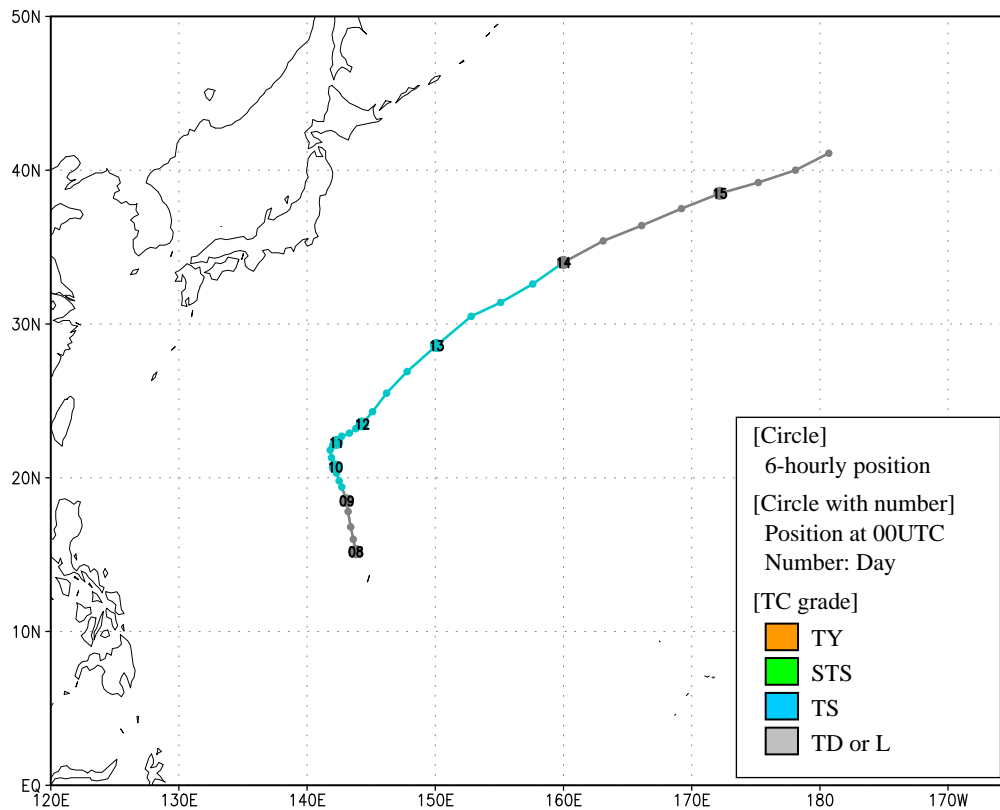 50N
40N
30N
20N
10N
EQ
120E 130E 140E 150E 160E 170E 180 170W
15
14
13
12
11
10
09
08
[Circle]
6-hourly position
[Circle with number]
Position at 00UTC
Number: Day
[TC grade]
TY
STS
TS
TD or L